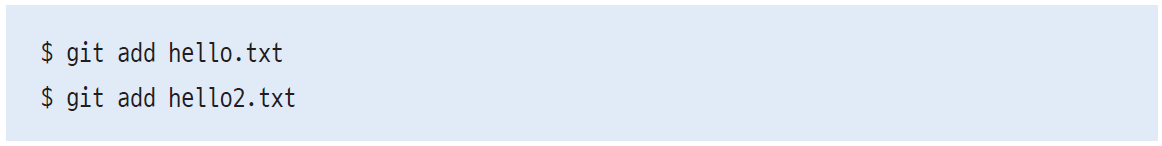 $ git add hello.txt
$ git add hello2.txt